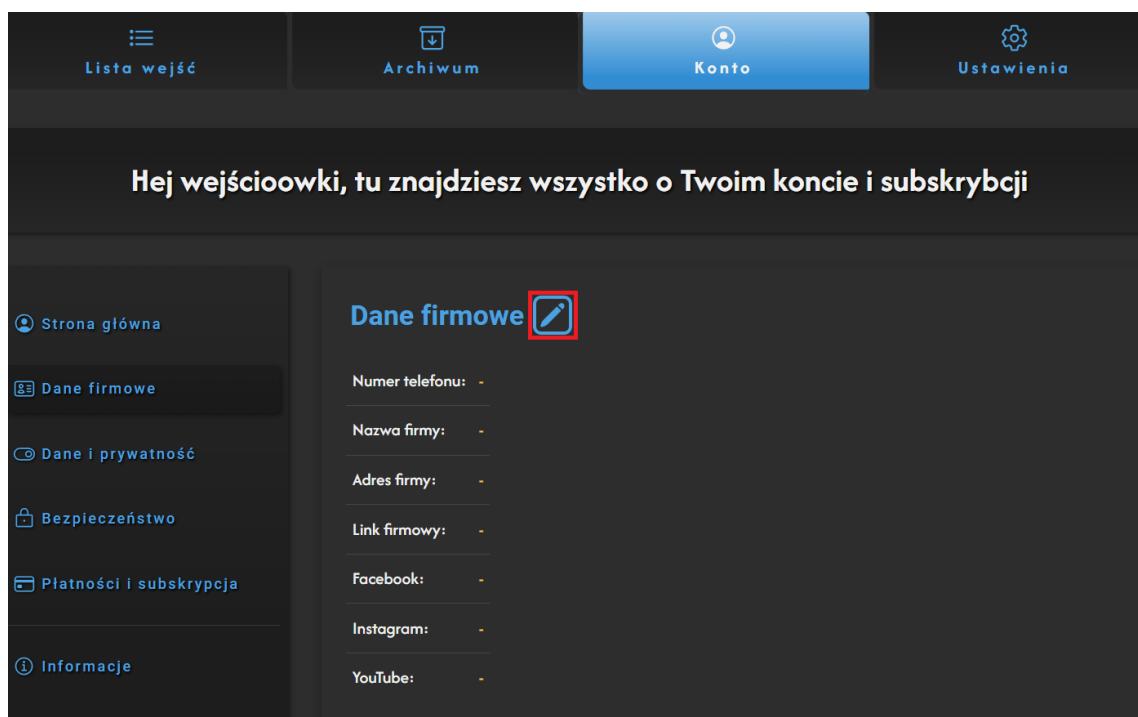 Lista wejść
Archiwum
Konto
Ustawienia
Hej wejścioowki, tu znajdziesz wszystko o Twoim koncie i subskrybcji
Strona główna
Dane firmowe
Dane i prywatność
Bezpieczeństwo
Płatności i subskrypcja
Informacje
Dane firmowe
Numer telefonu: -
Nazwa firmy: -
Adres firmy: -
Link firmowy: -
Facebook: -
Instagram: -
YouTube: -